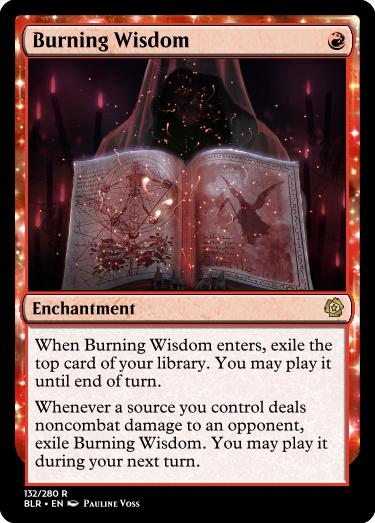 Burning Wisdom
Enchantment
When Burning Wisdom enters, exile the
top card of your library. You may play it
until end of turn.
Whenever a source you control deals
noncombat damage to an opponent,
exile Burning Wisdom. You may play it
during your next turn.
132/280 R
BLR • EN Pauline Voss